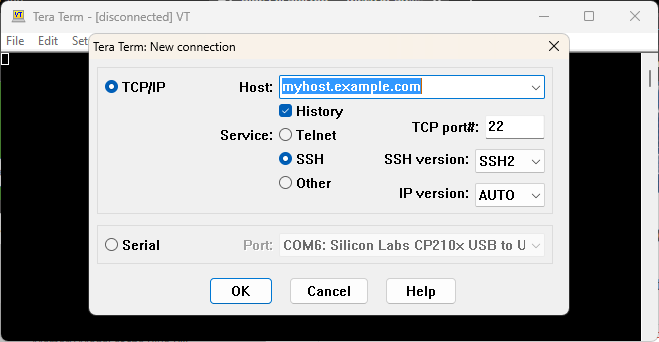 VT Tera Term - [disconnected] VT
File Edit Set
Tera Term: New connection
TCP/IP Host: myhost.example.com
History
Service: Telnet TCP port#: 22
SSH SSH version: SSH2
Other IP version: AUTO
Serial Port: COM6: Silicon Labs CP210x USB to U
OK Cancel Help